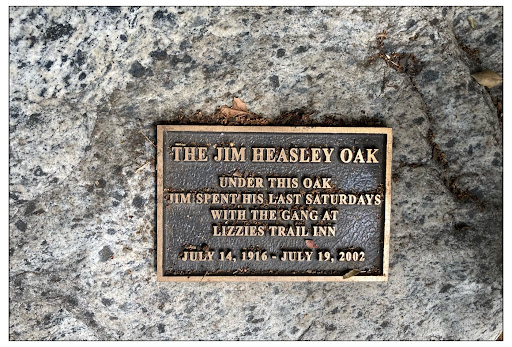 THE JIM HEASLEY OAK
UNDER THIS OAK
JIM SPENT HIS LAST SATURDAYS
WITH THE GANG AT
LIZZIES TRAIL INN
JULY 14, 1916 - JULY 19, 2002